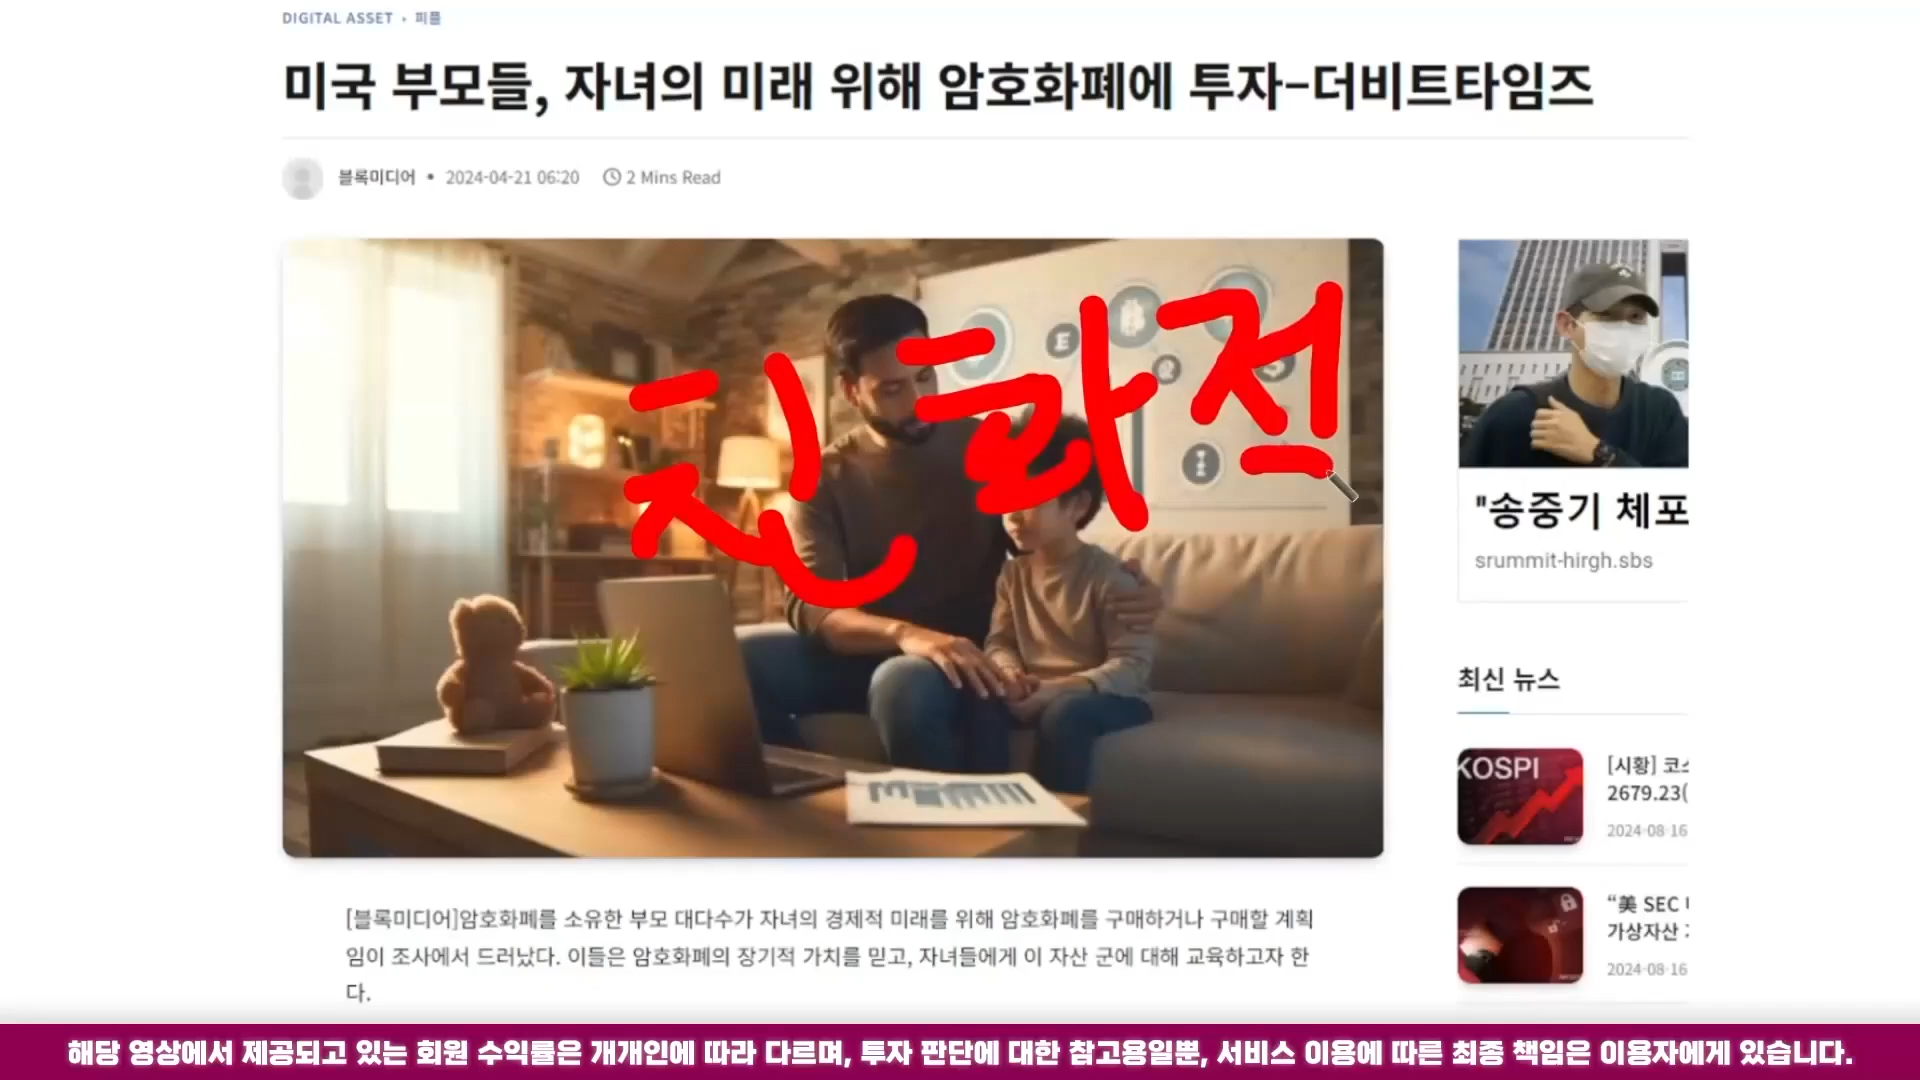 DIGITAL ASSET • 피플
미국 부모들, 자녀의 미래 위해 암호화폐에 투자–더비트타임즈
블록미디어 • 2024-04-21 06:20 2 Mins Read
친화적
"송중기 체포
srummit-hirgh.sbs
최신 뉴스
KOSPI
[시황] 코스
2679.23(
2024-08-16
“美 SEC
가상자산
2024-08-16
[블록미디어]암호화폐를 소유한 부모 대다수가 자녀의 경제적 미래를 위해 암호화폐를 구매하거나 구매할 계획
임이 조사에서 드러났다. 이들은 암호화폐의 장기적 가치를 믿고, 자녀들에게 이 자산 군에 대해 교육하고자 한
다.
해당 영상에서 제공되고 있는 회원 수익률은 개개인에 따라 다르며, 투자 판단에 대한 참고용일뿐, 서비스 이용에 따른 최종 책임은 이용자에게 있습니다.